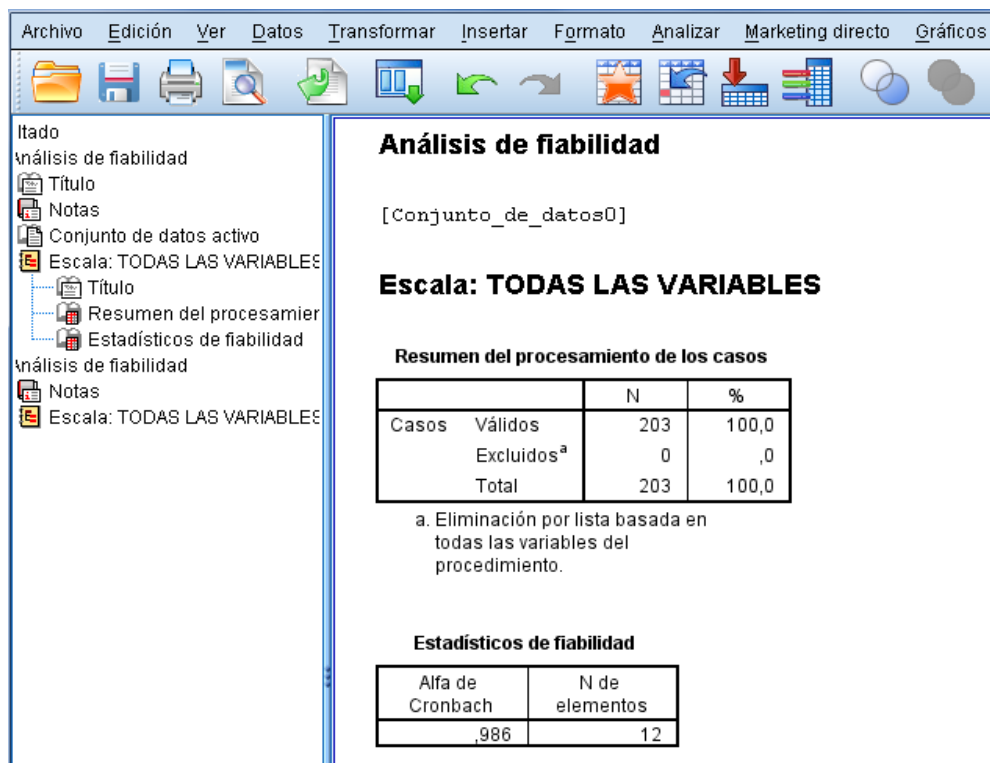 Archivo Edición Ver Datos Transformar Insertar Formato Analizar Marketing directo Gráficos
ltado
Análisis de fiabilidad
Título
Notas
Conjunto de datos activo
Escala: TODAS LAS VARIABLES
Título
Resumen del procesamier
Estadísticos de fiabilidad
Análisis de fiabilidad
Notas
Escala: TODAS LAS VARIABLES
Análisis de fiabilidad
[Conjunto_de_datos0]
Escala: TODAS LAS VARIABLES
Resumen del procesamiento de los casos
N %
Casos Válidos 203 100,0
Excluidosa 0 ,0
Total 203 100,0
a. Eliminación por lista basada en
todas las variables del
procedimiento.
Estadísticos de fiabilidad
Alfa de Cronbach N de elementos
,986 12